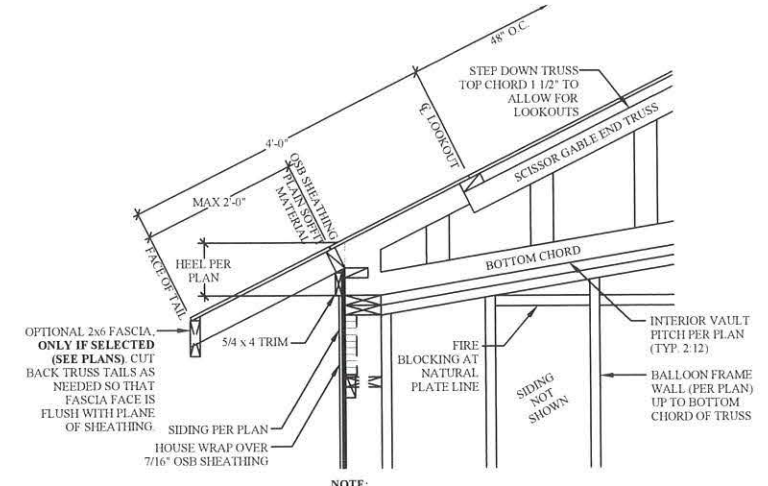 48" O.C.
STEP DOWN TRUSS
TOP CHORD 1 1/2" TO
ALLOW FOR
LOOKOUTS
℄ LOOKOUT
SCISSOR GABLE END TRUSS
4'-0"
OSB SHEATHING
PLAIN SOFFIT
MATERIAL
MAX 2'-0"
FACE OF TAIL
HEEL PER
PLAN
BOTTOM CHORD
OPTIONAL 2x6 FASCIA,
ONLY IF SELECTED
(SEE PLANS). CUT
BACK TRUSS TAILS AS
NEEDED SO THAT
FASCIA FACE IS
FLUSH WITH PLANE
OF SHEATHING.
5/4 x 4 TRIM
SIDING PER PLAN
HOUSE WRAP OVER
7/16" OSB SHEATHING
FIRE
BLOCKING AT
NATURAL
PLATE LINE
SIDING
NOT
SHOWN
INTERIOR VAULT
PITCH PER PLAN
(TYP. 2:12)
BALLOON FRAME
WALL (PER PLAN)
UP TO BOTTOM
CHORD OF TRUSS
NOTE: